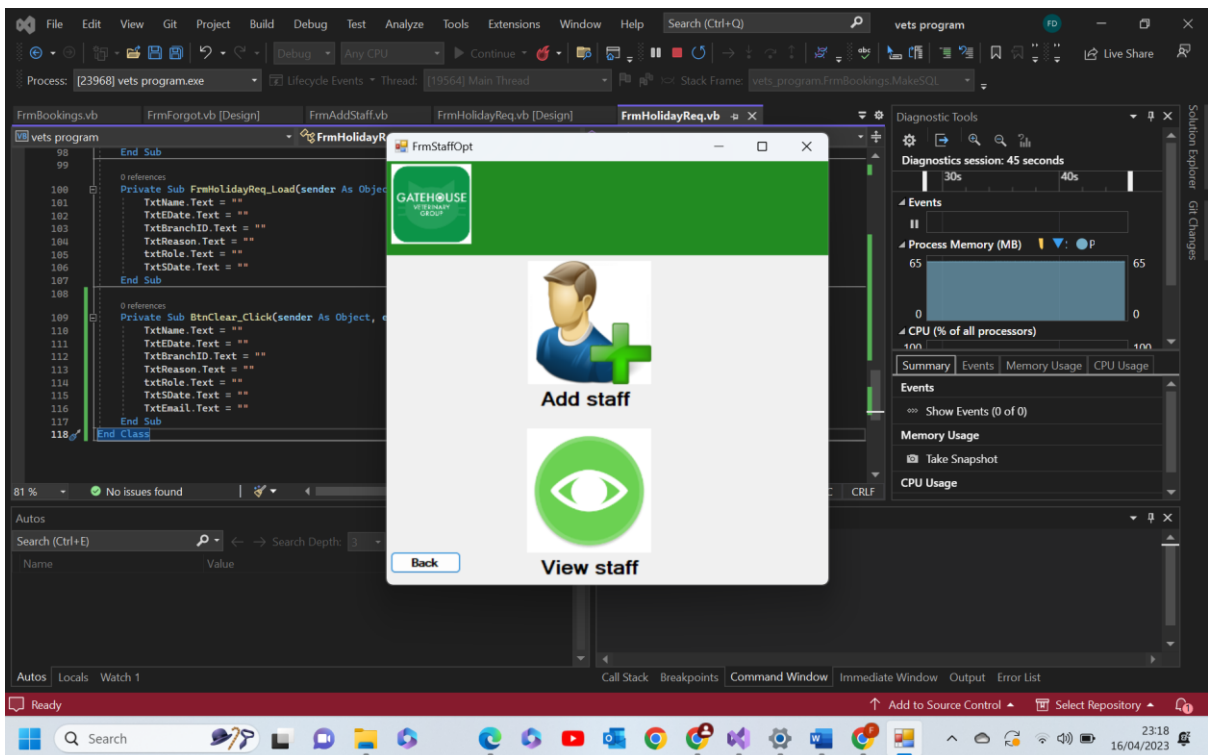 File Edit View Git Project Build Debug Test Analyze Tools Extensions Window Help Search (Ctrl+Q) vets program FD
Debug Any CPU Continue Live Share
Process: [23968] vets program.exe Lifecycle Events Thread: [19564] Main Thread Stack Frame: vets_program.FrmBookings.MakeSQL
FrmBookings.vb FrmForgot.vb [Design] FrmAddStaff.vb FrmHolidayReq.vb [Design] FrmHolidayReq.vb
vets program FrmHolidayR
98 End Sub
99
0 references
100 Private Sub FrmHolidayReq_Load(sender As Objec
101 TxtName.Text = ""
102 TxtEDate.Text = ""
103 TxtBranchID.Text = ""
104 TxtReason.Text = ""
105 txtRole.Text = ""
106 TxtSDate.Text = ""
107 End Sub
108
0 references
109 Private Sub BtnClear_Click(sender As Object, e
110 TxtName.Text = ""
111 TxtEDate.Text = ""
112 TxtBranchID.Text = ""
113 TxtReason.Text = ""
114 txtRole.Text = ""
115 TxtSDate.Text = ""
116 TxtEmail.Text = ""
117 End Sub
118 End Class
81 % No issues found CRLF
FrmStaffOpt
GATEHOUSE
VETERINARY
GROUP
Add staff
View staff
Back
Diagnostic Tools
Diagnostics session: 45 seconds
30s 40s
Events
Process Memory (MB) P
65 65
0 0
CPU (% of all processors)
100 100
Summary Events Memory Usage CPU Usage
Events
Show Events (0 of 0)
Memory Usage
Take Snapshot
CPU Usage
Solution Explorer
Git Changes
Autos
Search (Ctrl+E) Search Depth: 3
Name Value
Autos Locals Watch 1
Call Stack Breakpoints Command Window Immediate Window Output Error List
Ready Add to Source Control Select Repository
Search
23:18
16/04/2023